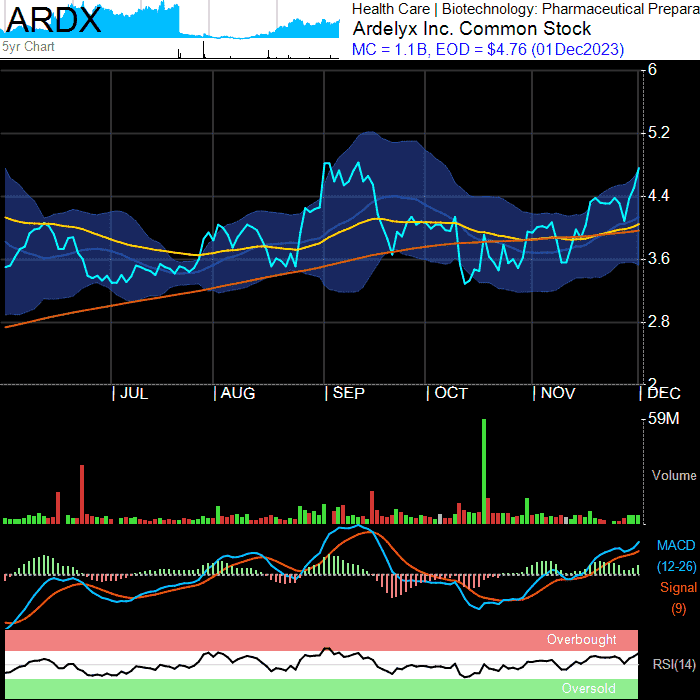 ARDX
5yr Chart
Health Care | Biotechnology: Pharmaceutical Prepara
Ardelyx Inc. Common Stock
MC = 1.1B, EOD = $4.76 (01Dec2023)
6
5.2
4.4
3.6
2.8
2
| JUL | AUG | SEP | OCT | NOV | DEC
59M
Volume
MACD
(12-26)
Signal
(9)
Overbought
RSI(14)
Oversold